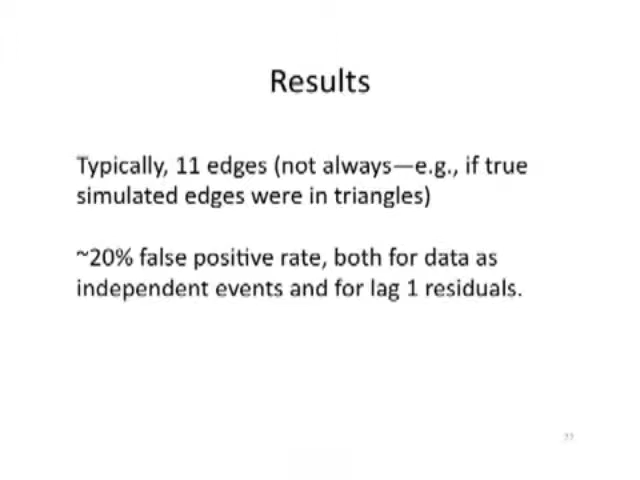 Results
Typically, 11 edges (not always—e.g., if true
simulated edges were in triangles)
~20% false positive rate, both for data as
independent events and for lag 1 residuals.